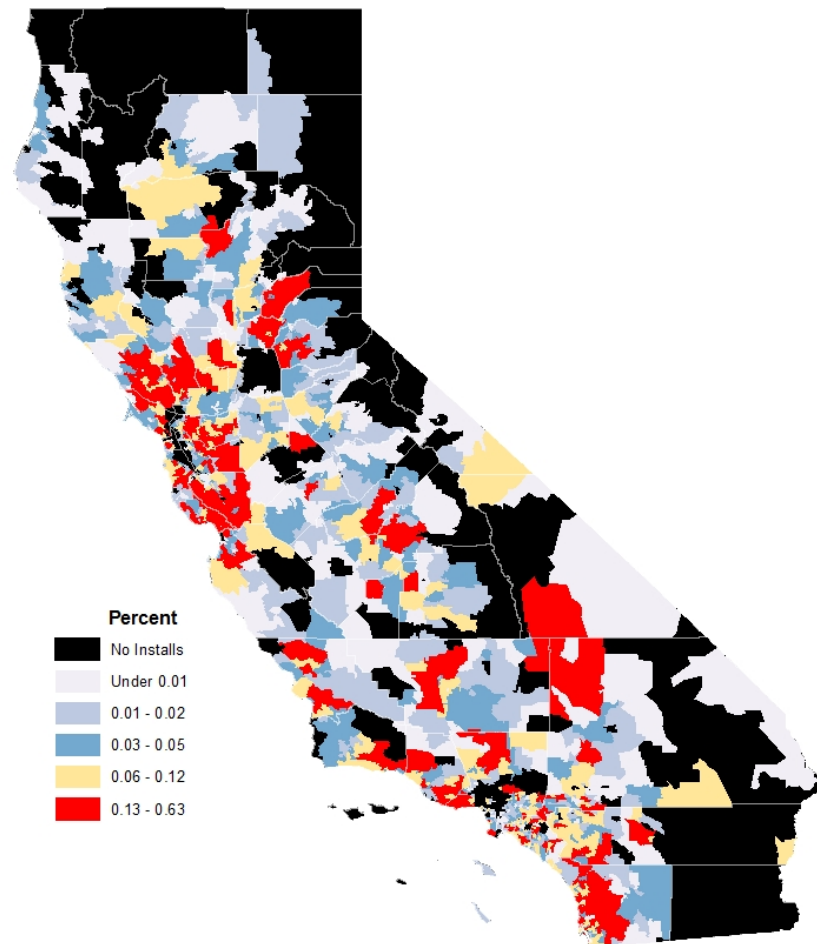 Percent
No Installs
Under 0.01
0.01 - 0.02
0.03 - 0.05
0.06 - 0.12
0.13 - 0.63